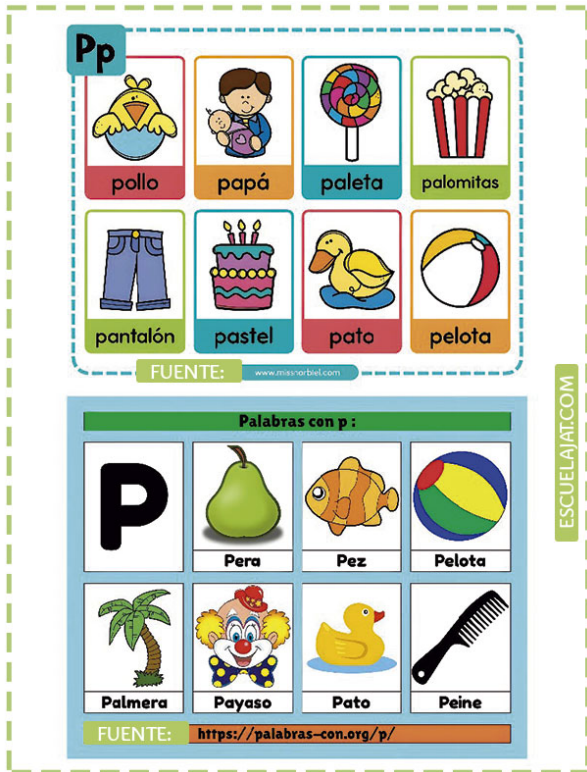 Pp
pollo papá paleta palomitas
pantalón pastel pato pelota
FUENTE: www.missnorbiel.com
ESCUELAJAT.COM
Palabras con p :
P
Pera Pez Pelota
Palmera Payaso Pato Peine
FUENTE: https://palabras-con.org/p/